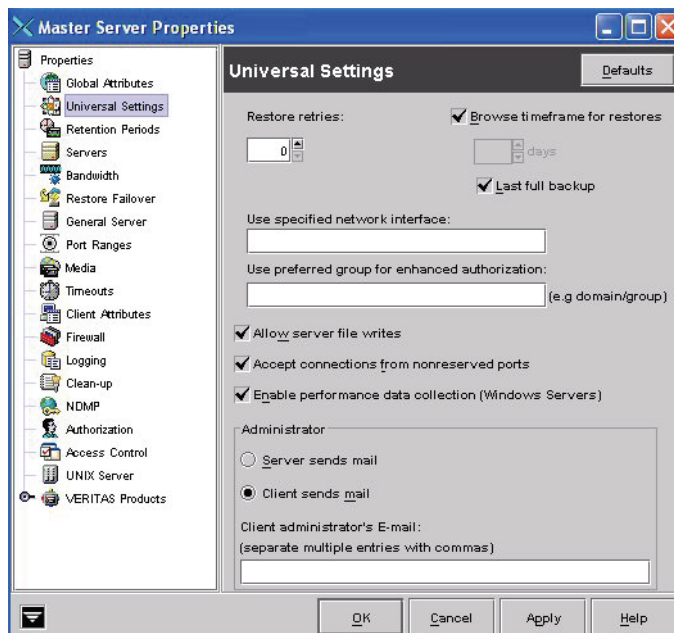 Master Server Properties
Properties
Global Attributes
Universal Settings
Retention Periods
Servers
Bandwidth
Restore Failover
General Server
Port Ranges
Media
Timeouts
Client Attributes
Firewall
Logging
Clean-up
NDMP
Authorization
Access Control
UNIX Server
VERITAS Products
Universal Settings
Defaults
Restore retries:
0
Browse timeframe for restores
days
Last full backup
Use specified network interface:
Use preferred group for enhanced authorization:
(e.g domain/group)
Allow server file writes
Accept connections from nonreserved ports
Enable performance data collection (Windows Servers)
Administrator
Server sends mail
Client sends mail
Client administrator's E-mail:
(separate multiple entries with commas)
OK
Cancel
Apply
Help